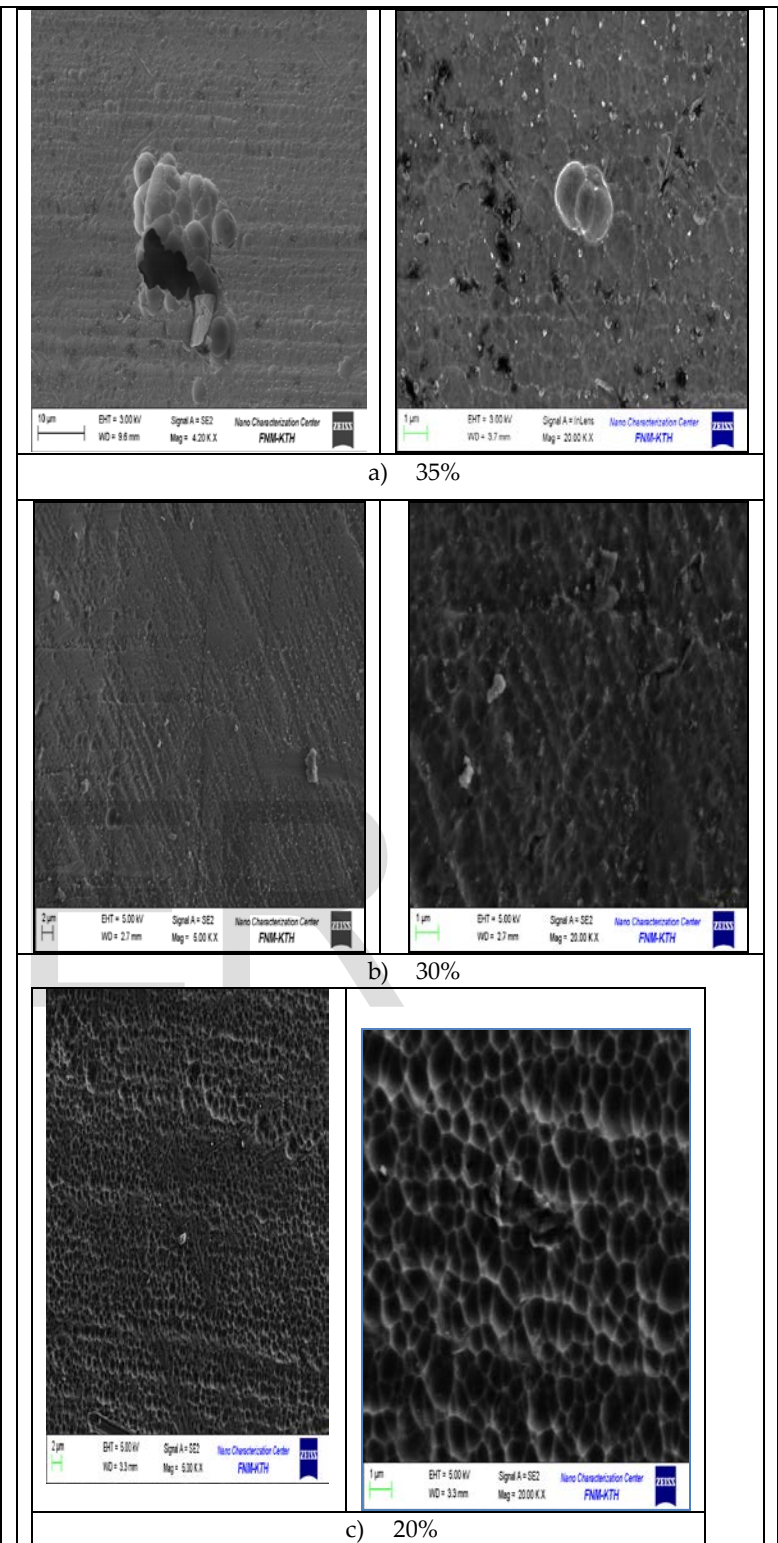 10 µm EHT = 3.00 kV Signal A = SE2 Nano Characterization Center ZEISS
WD = 9.6 mm Mag = 4.20 K X FNM-KTH
1 µm EHT = 3.00 kV Signal A = InLens Nano Characterization Center ZEISS
WD = 3.7 mm Mag = 20.00 K X FNM-KTH
a) 35%
2 µm EHT = 5.00 kV Signal A = SE2 Nano Characterization Center ZEISS
WD = 2.7 mm Mag = 5.00 K X FNM-KTH
1 µm EHT = 5.00 kV Signal A = SE2 Nano Characterization Center ZEISS
WD = 2.7 mm Mag = 20.00 K X FNM-KTH
ER
b) 30%
2 µm EHT = 5.00 kV Signal A = SE2 Nano Characterization Center ZEISS
WD = 3.3 mm Mag = 5.30 K X FNM-KTH
1 µm EHT = 5.00 kV Signal A = SE2 Nano Characterization Center ZEISS
WD = 3.3 mm Mag = 20.00 K X FNM-KTH
c) 20%